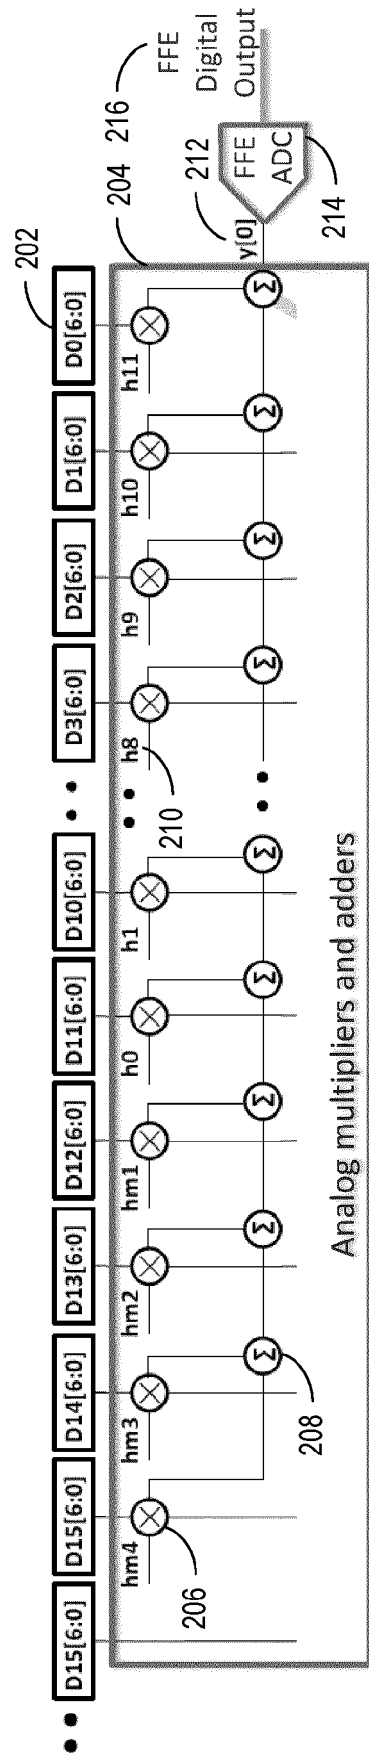 D15[6:0] D15[6:0] D14[6:0] D13[6:0] D12[6:0] D11[6:0] D10[6:0] D3[6:0] D2[6:0] D1[6:0] D0[6:0] 202
204
216
hm4 hm3 hm2 hm1 h0 h1 h8 h9 h10 h11
206
210
208
Σ Σ Σ Σ Σ Σ Σ Σ Σ
y[0]
212
FFE
ADC
214
FFE
Digital
Output
Analog multipliers and adders